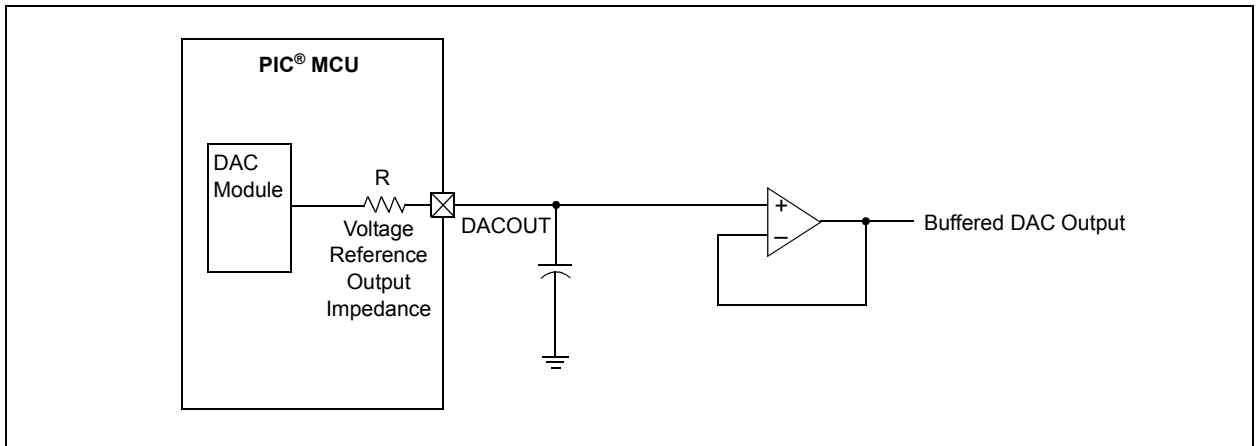 PIC® MCU
DAC
Module
R
Voltage
Reference
Output
Impedance
DACOUT
+
–
Buffered DAC Output